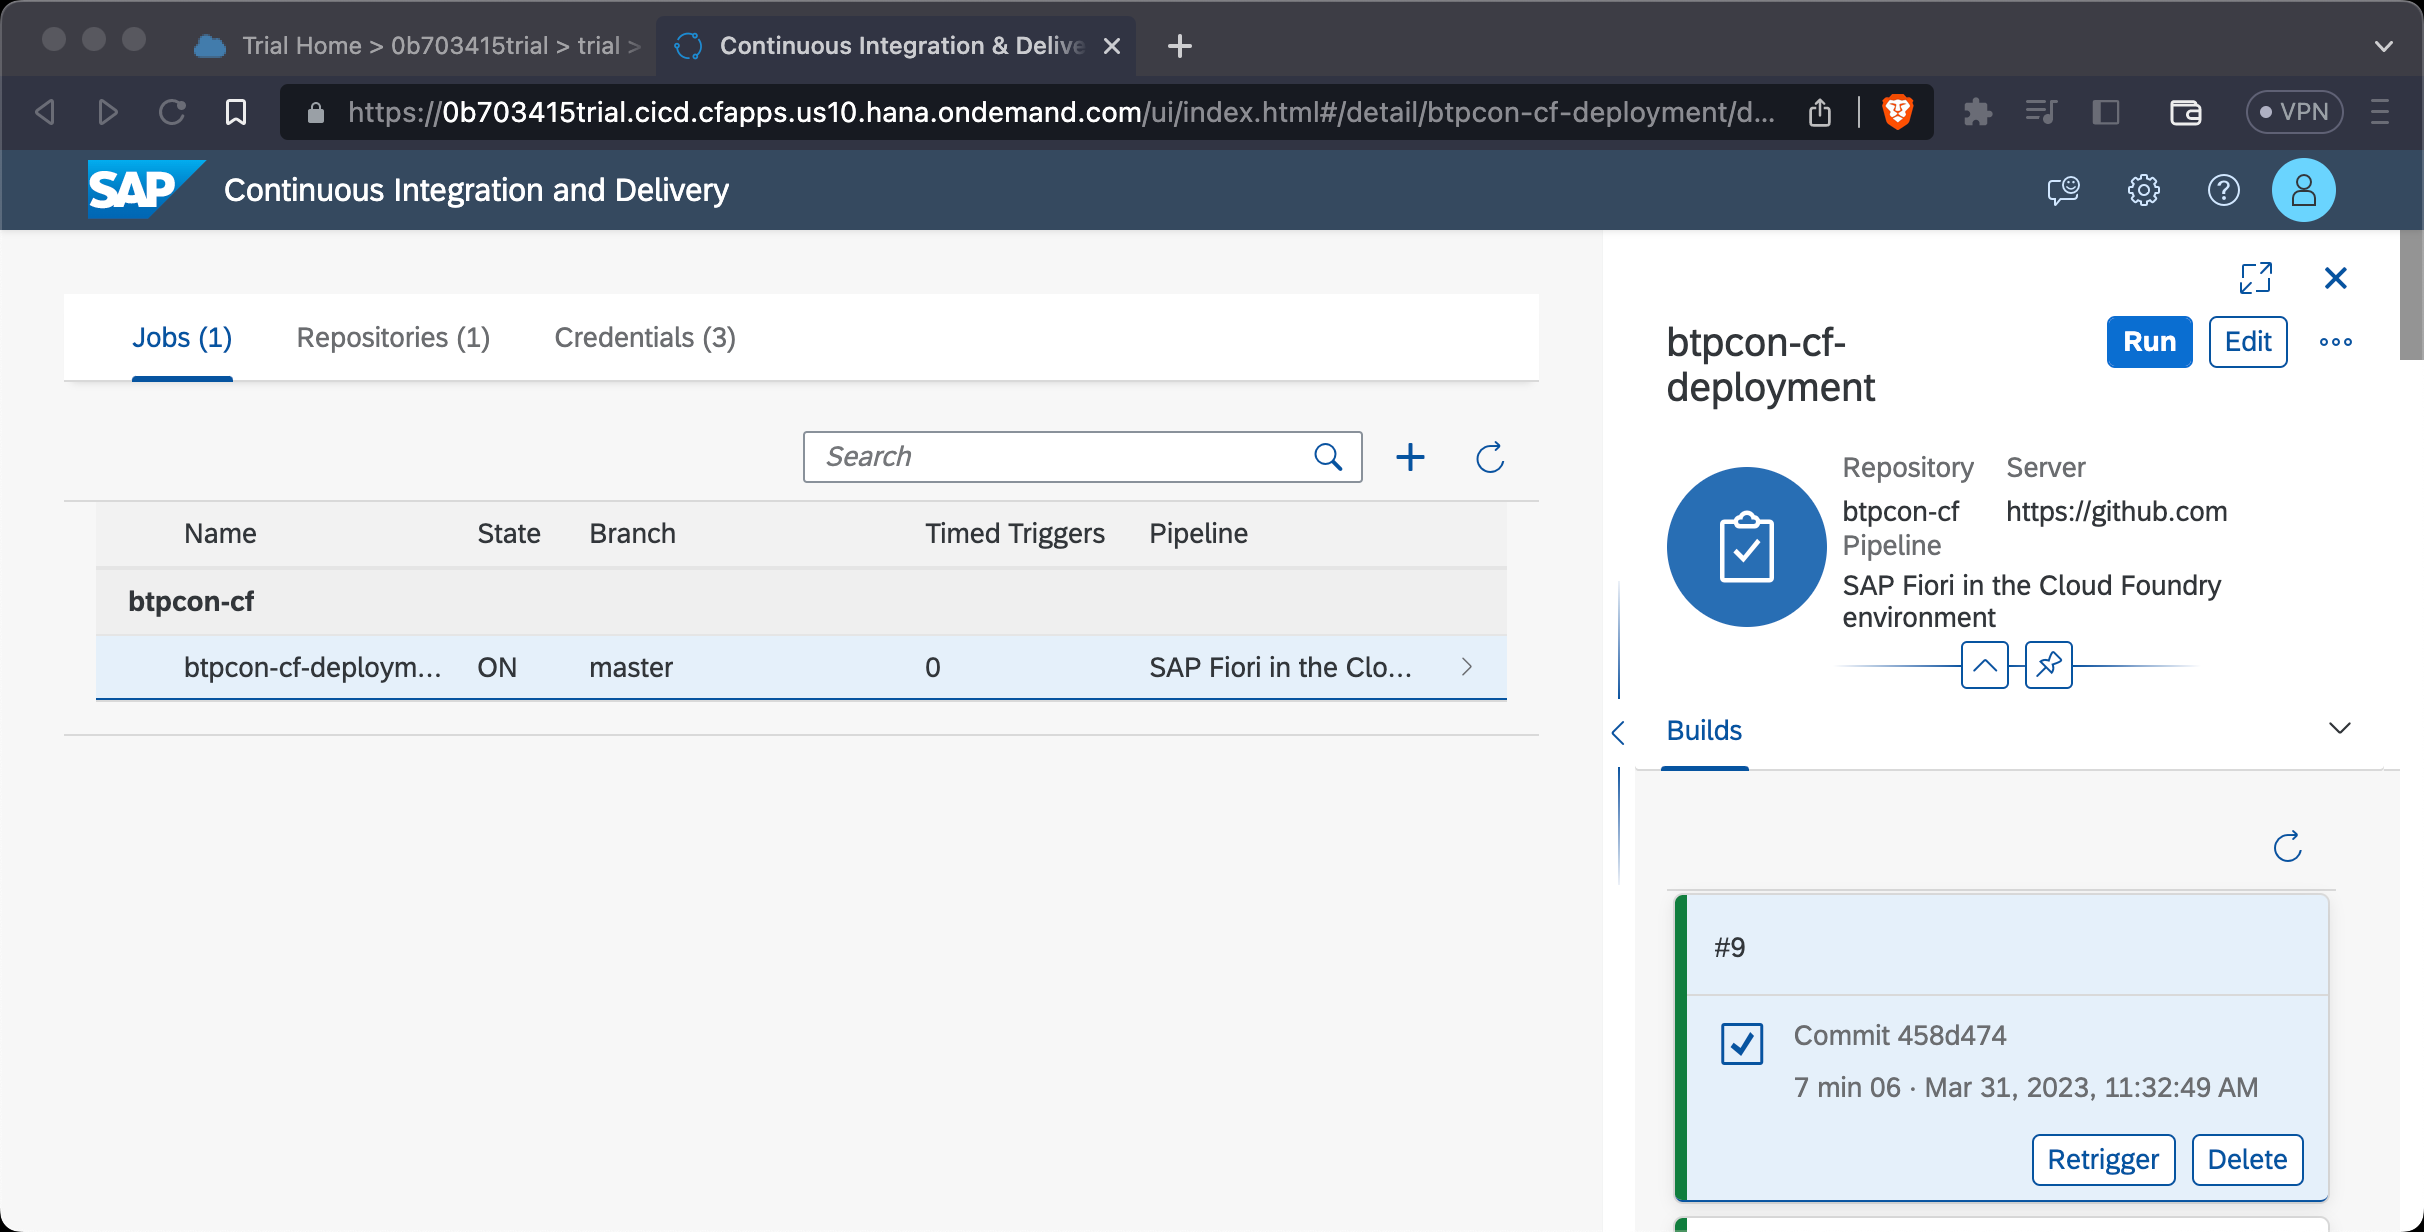 Trial Home > 0b703415trial > trial >
Continuous Integration & Delive
https://0b703415trial.cicd.cfapps.us10.hana.ondemand.com/ui/index.html#/detail/btpcon-cf-deployment/d...
VPN
SAP
Continuous Integration and Delivery
Jobs (1)
Repositories (1)
Credentials (3)
Search
Name
State
Branch
Timed Triggers
Pipeline
btpcon-cf
btpcon-cf-deploym...
ON
master
0
SAP Fiori in the Clo...
btpcon-cf-
deployment
Run
Edit
Repository
Server
btpcon-cf
https://github.com
Pipeline
SAP Fiori in the Cloud Foundry
environment
Builds
#9
Commit 458d474
7 min 06 · Mar 31, 2023, 11:32:49 AM
Retrigger
Delete